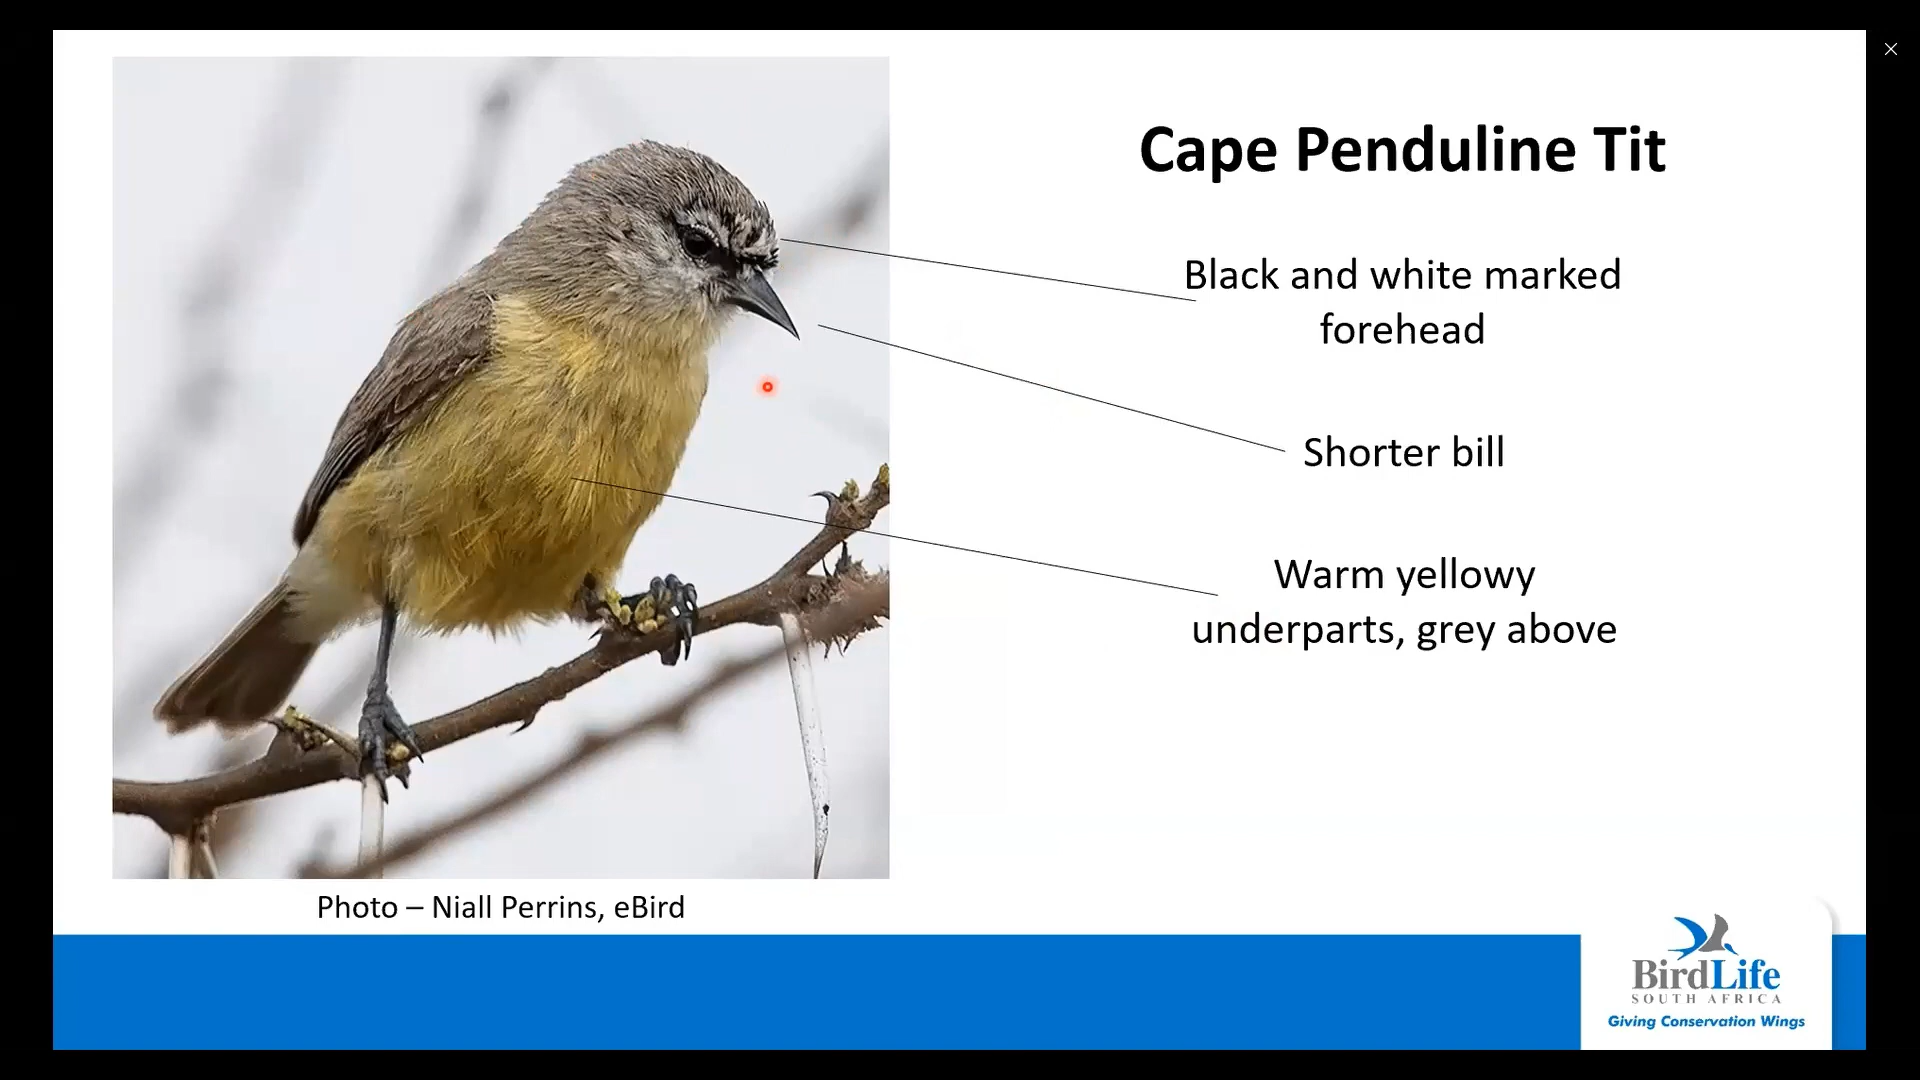 Cape Penduline Tit
Black and white marked
forehead
Shorter bill
Warm yellowy
underparts, grey above
Photo – Niall Perrins, eBird
BirdLife
SOUTH AFRICA
Giving Conservation Wings